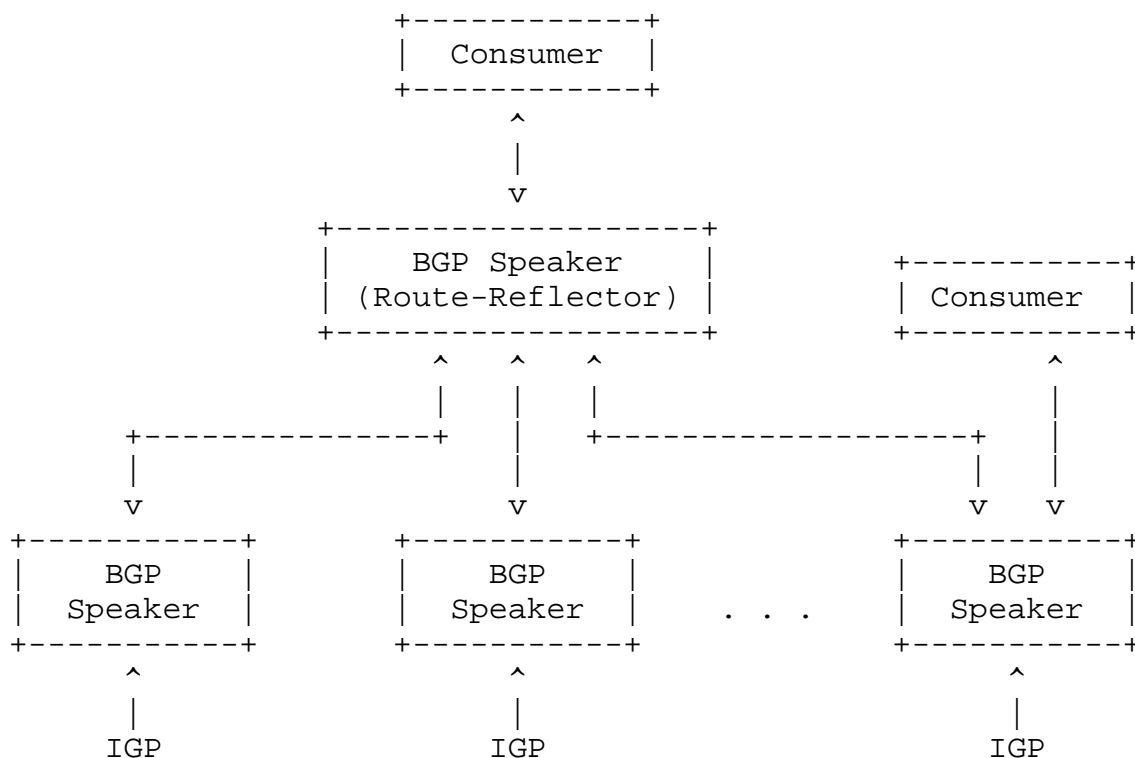 Consumer
BGP Speaker
(Route-Reflector)
Consumer
BGP
Speaker
BGP
Speaker
. . .
BGP
Speaker
IGP
IGP
IGP